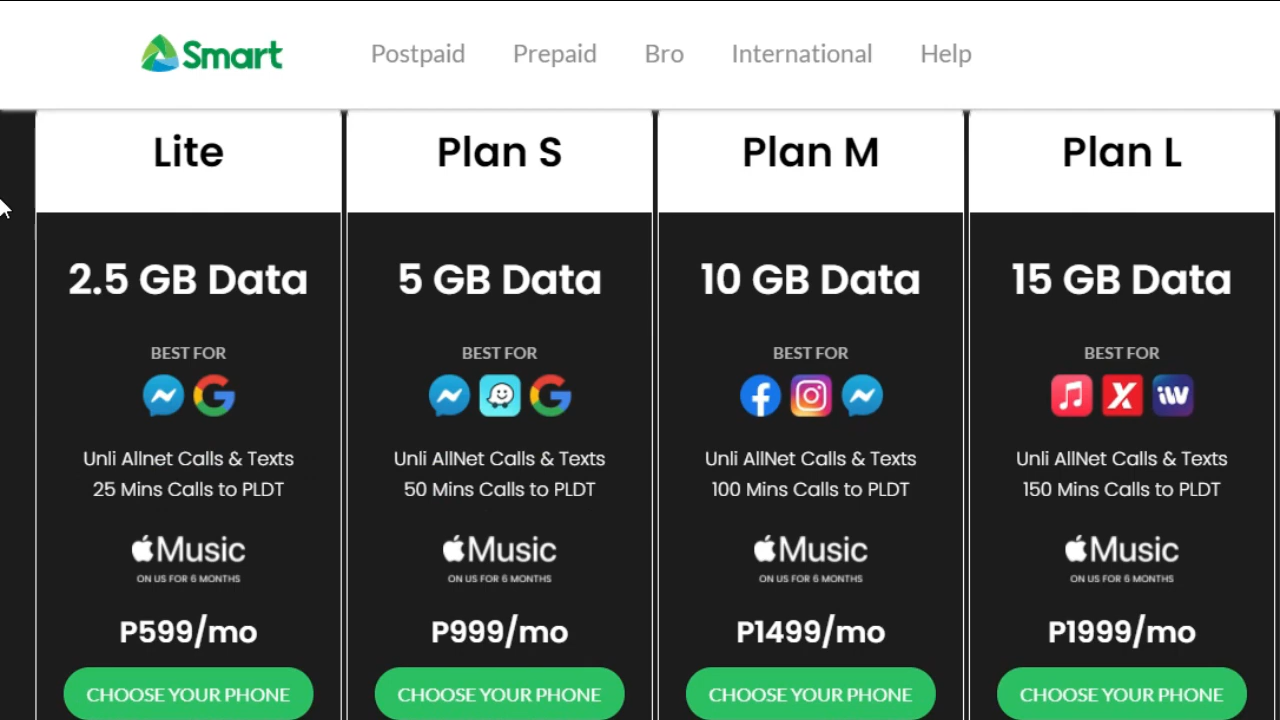 Smart
Postpaid
Prepaid
Bro
International
Help
Lite
2.5 GB Data
BEST FOR
Unli Allnet Calls & Texts
25 Mins Calls to PLDT
Music
ON US FOR 6 MONTHS
P599/mo
CHOOSE YOUR PHONE
Plan S
5 GB Data
BEST FOR
Unli AllNet Calls & Texts
50 Mins Calls to PLDT
Music
ON US FOR 6 MONTHS
P999/mo
CHOOSE YOUR PHONE
Plan M
10 GB Data
BEST FOR
Unli AllNet Calls & Texts
100 Mins Calls to PLDT
Music
ON US FOR 6 MONTHS
P1499/mo
CHOOSE YOUR PHONE
Plan L
15 GB Data
BEST FOR
iW
Unli AllNet Calls & Texts
150 Mins Calls to PLDT
Music
ON US FOR 6 MONTHS
P1999/mo
CHOOSE YOUR PHONE